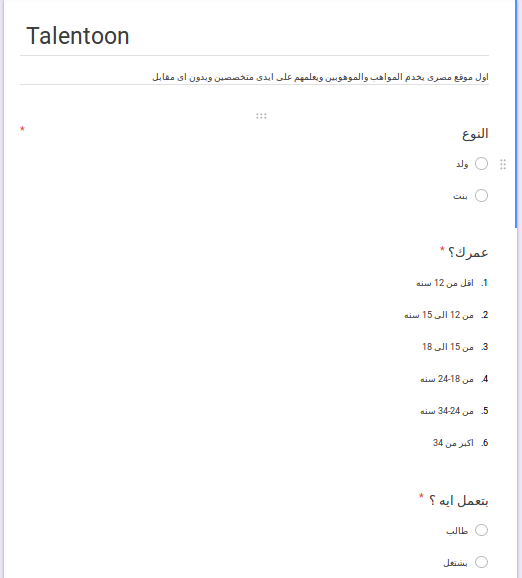 Talentoon
اول موقع مصرى يخدم المواهب والموهوبين ويعلمهم على ايدى متخصصين وبدون اى مقابل
النوع *
ولد
بنت
عمرك؟ *
1. اقل من 12 سنه
2. من 12 الى 15 سنه
3. من 15 الى 18
4. من 18-24 سنه
5. من 24-34 سنه
6. اكبر من 34
بتعمل ايه ؟ *
طالب
بشتغل